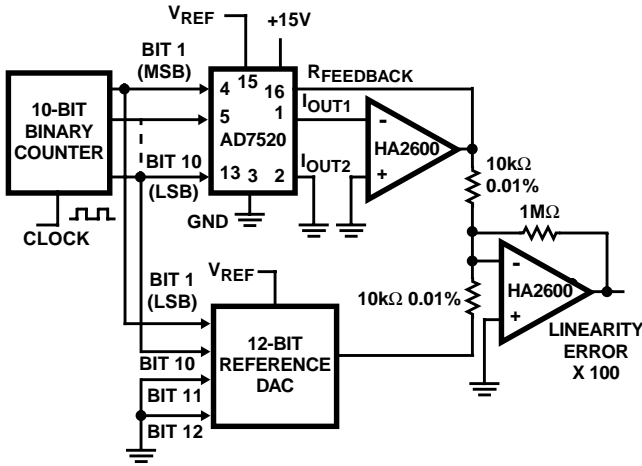 VREF
+15V
BIT 1
(MSB)
RFEEDBACK
15
4
16
10-BIT
BINARY
COUNTER
5
1
IOUT1
AD7520
-
HA2600
+
BIT 10
(LSB)
13
3
2
IOUT2
10kΩ
0.01%
1MΩ
GND
CLOCK
BIT 1
(LSB)
VREF
-
HA2600
+
10kΩ 0.01%
12-BIT
REFERENCE
DAC
LINEARITY
ERROR
X 100
BIT 10
BIT 11
BIT 12